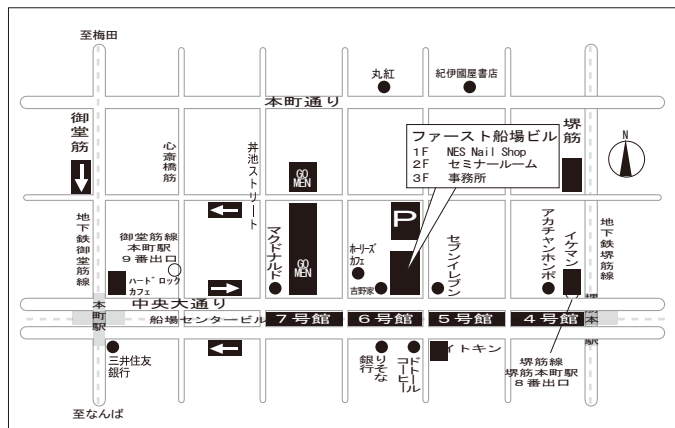 至梅田
丸紅
紀伊國屋書店
本町通り
御堂筋
心斎橋筋
井池ストリート
GO
MEN
ファースト船場ビル
1F NES Nail Shop
2F セミナールーム
3F 事務所
堺筋
N
P
地下鉄御堂筋線
御堂筋線
本町駅
9番出口
ハードロック
カフェ
マクドナルド
GO
MEN
ホーリーズ
カフェ
吉野家
セブンイレブン
アカチャンホンポ
イケマン
地下鉄堺筋線
中央大通り
本町駅
船場センタービル
7号館
6号館
5号館
4号館
堺筋本町駅
三井住友
銀行
りそな
銀行
ドトール
コーヒー
イトキン
堺筋線
堺筋本町駅
8番出口
至なんば